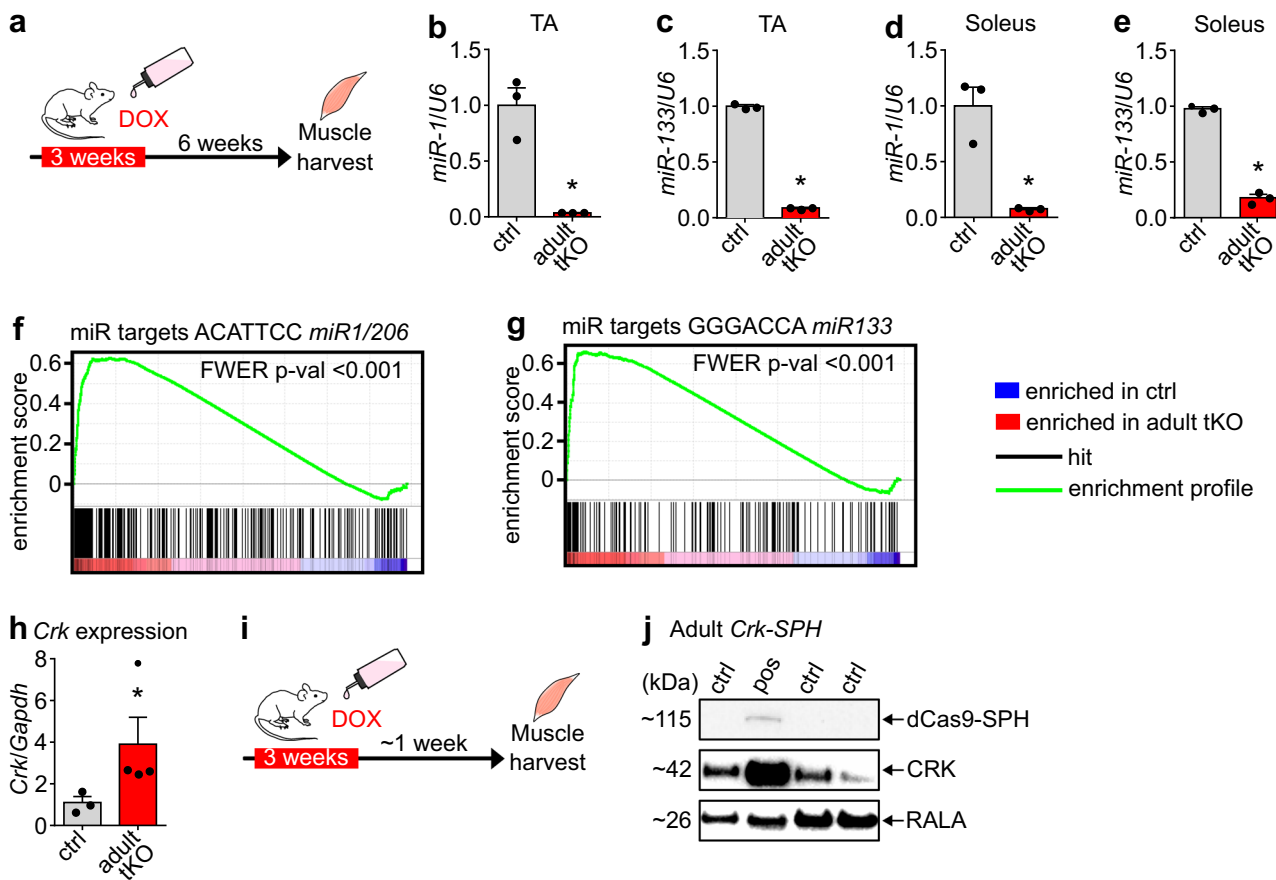 a
DOX
3 weeks
6 weeks
Muscle
harvest
b
TA
miR-1/U6
1.5
1.0
0.5
0.0
*
ctrl
adult
tKO
c
TA
miR-133/U6
1.5
1.0
0.5
0.0
*
ctrl
adult
tKO
d
Soleus
miR-1/U6
1.5
1.0
0.5
0.0
*
ctrl
adult
tKO
e
Soleus
miR-133/U6
1.5
1.0
0.5
0.0
*
ctrl
adult
tKO
f
miR targets ACATTCC miR1/206
FWER p-val <0.001
enrichment score
0.6
0.4
0.2
0
g
miR targets GGGACCA miR133
FWER p-val <0.001
enrichment score
0.6
0.4
0.2
0
enriched in ctrl
enriched in adult tKO
hit
enrichment profile
h
Crk expression
Crk/Gapdh
8
6
4
2
0
*
ctrl
adult
tKO
i
DOX
3 weeks
~1 week
Muscle
harvest
j
Adult Crk-SPH
(kDa)
ctrl
pos
ctrl
ctrl
~115
dCas9-SPH
~42
CRK
~26
RALA